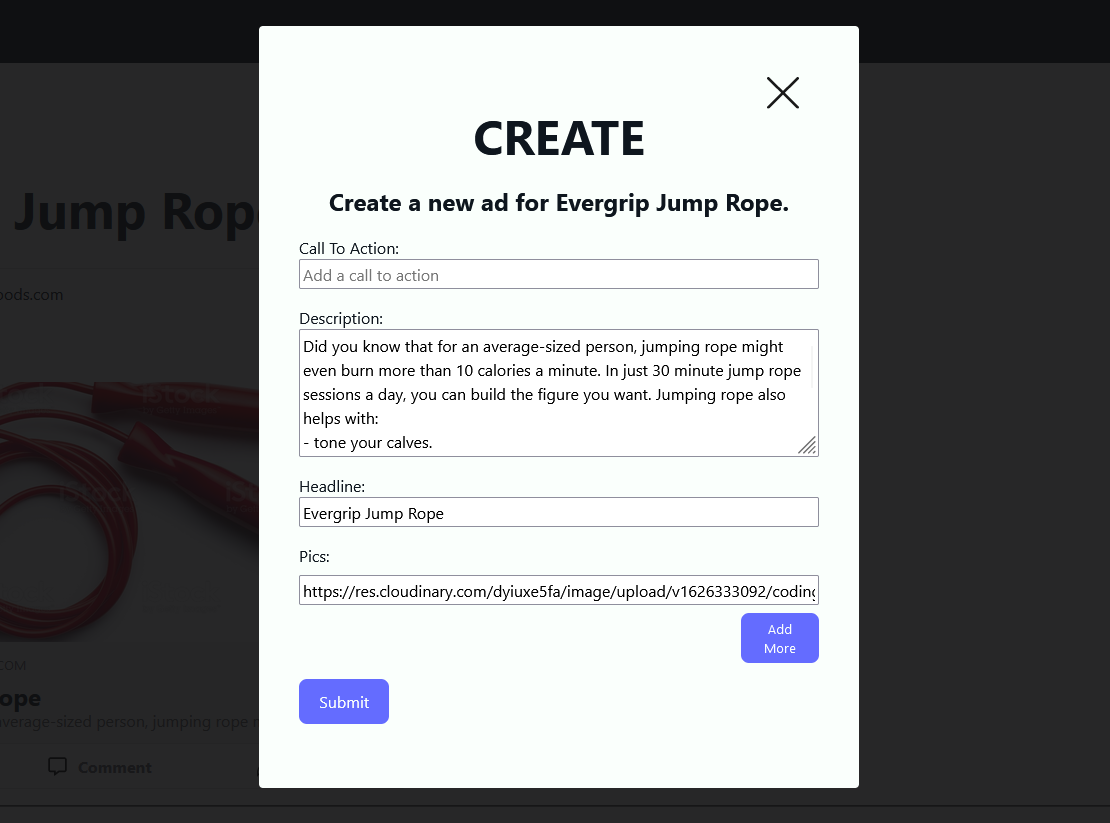 CREATE
Create a new ad for Evergrip Jump Rope.
Call To Action:
Add a call to action
Description:
Did you know that for an average-sized person, jumping rope might
even burn more than 10 calories a minute. In just 30 minute jump rope
sessions a day, you can build the figure you want. Jumping rope also
helps with:
- tone your calves.
Headline:
Evergrip Jump Rope
Pics:
https://res.cloudinary.com/dyiuxe5fa/image/upload/v1626333092/coding
Add
More
Submit
Jump Rope
oods.com
iStock
iStock
COM
ope
average-sized person, jumping rope
Comment